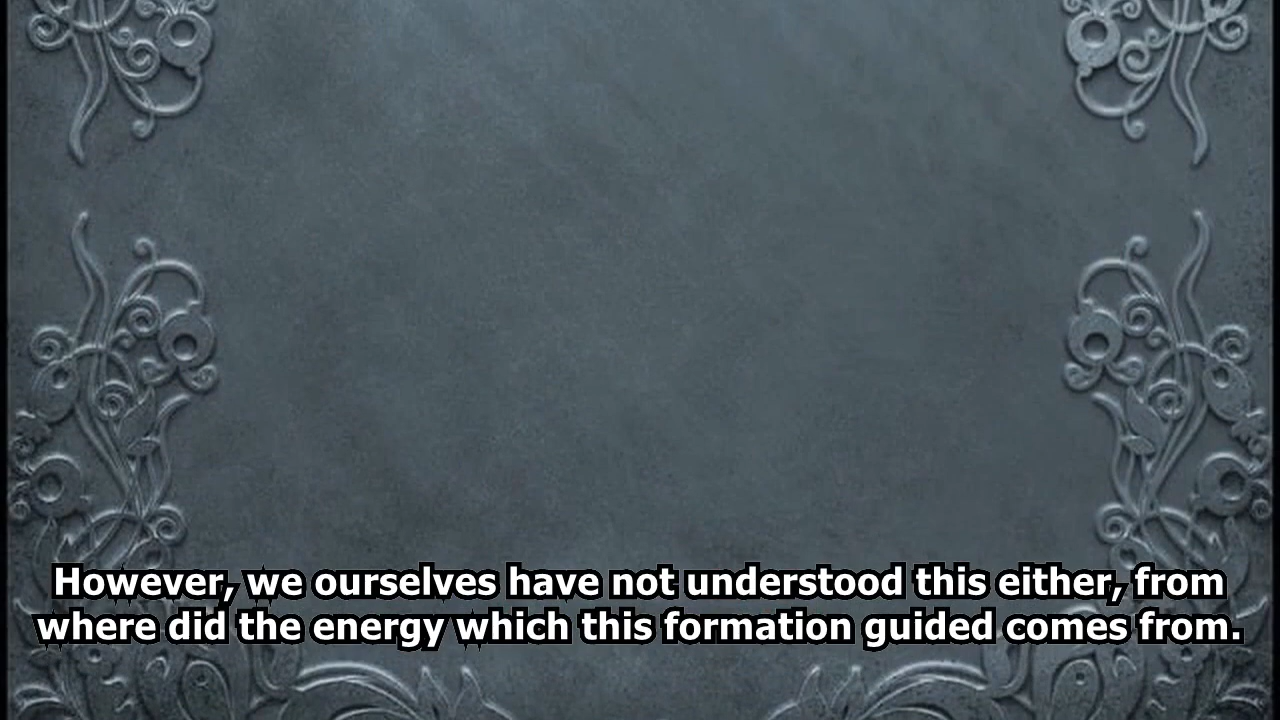 However, we ourselves have not understood this either, from
where did the energy which this formation guided comes from.